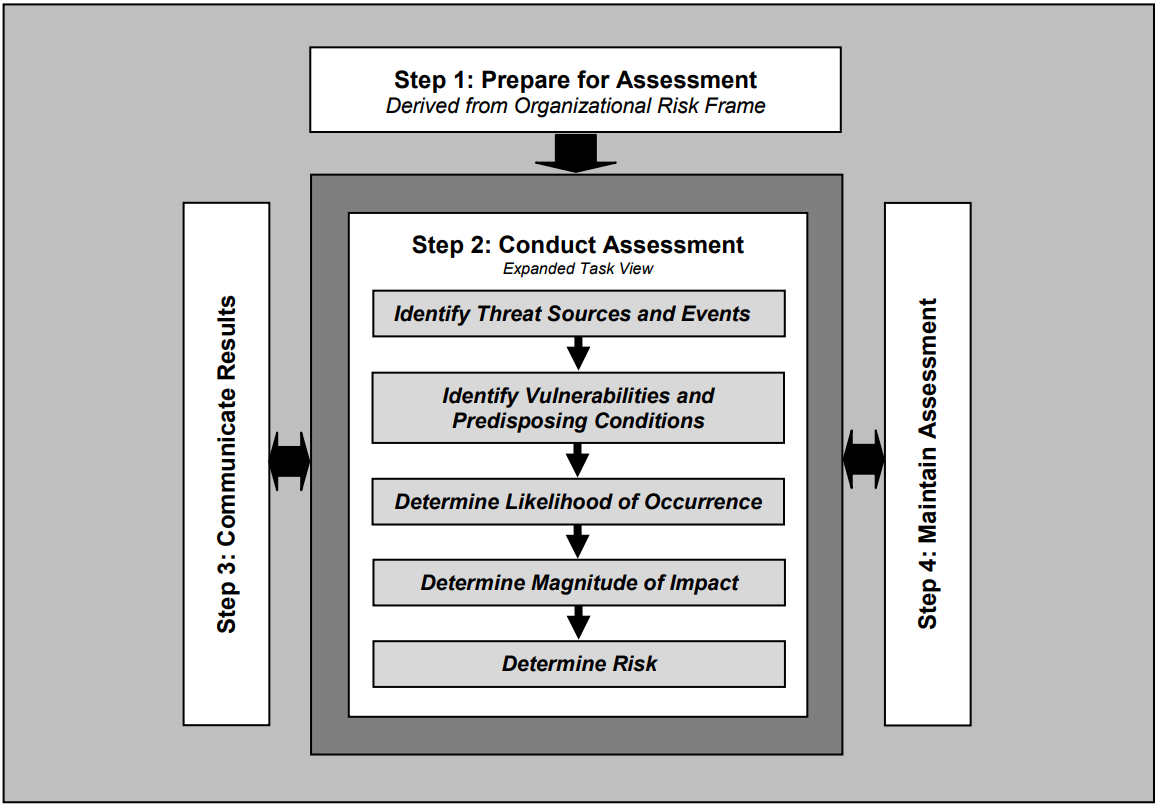 Step 1: Prepare for Assessment
Derived from Organizational Risk Frame
Step 3: Communicate Results
Step 2: Conduct Assessment
Expanded Task View
Identify Threat Sources and Events
Identify Vulnerabilities and
Predisposing Conditions
Determine Likelihood of Occurrence
Determine Magnitude of Impact
Determine Risk
Step 4: Maintain Assessment